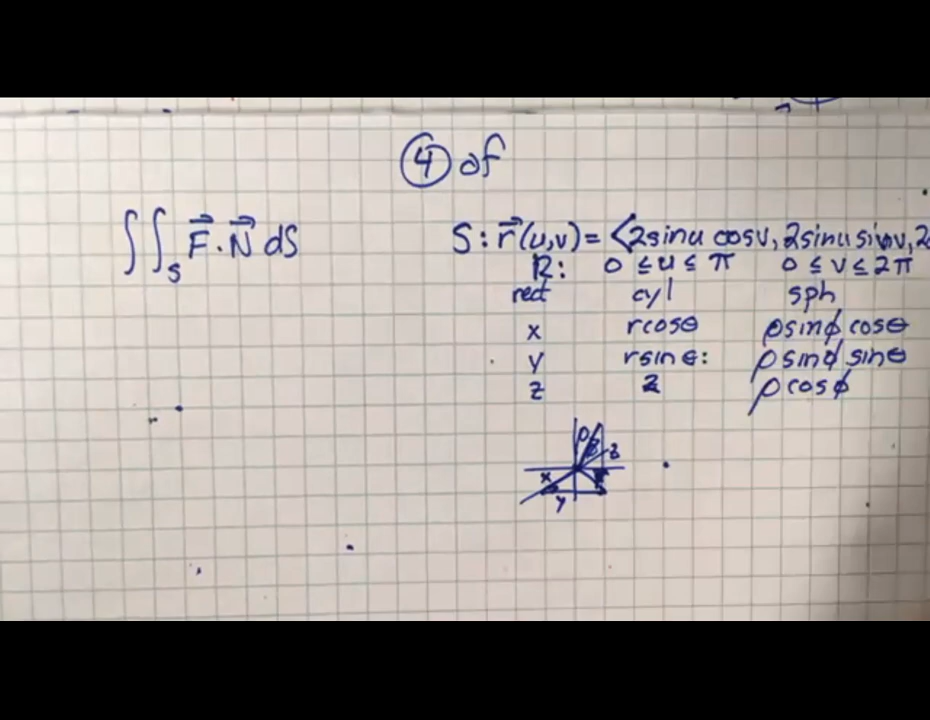 ④ of
∫∫ₛ F⃗ · N⃗ dS
S: r⃗(u,v) = <2sinu cosv, 2sinu sinv, 2
R: 0 ≤ u ≤ π 0 ≤ v ≤ 2π
rect cyl sph
x rcosθ ρsinϕ cosθ
y rsinθ: ρsinϕ sinθ
z z ρcosϕ
ρ
z
x
y